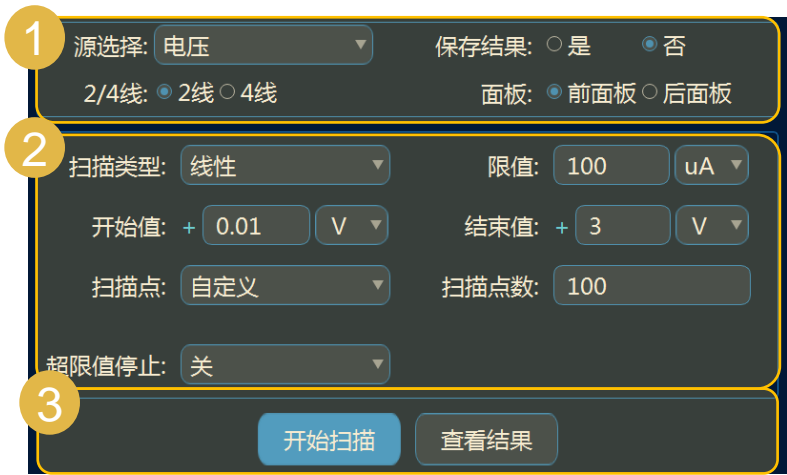 1
源选择: 电压 保存结果: 是 否
2/4线: 2线 4线 面板: 前面板 后面板
2
扫描类型: 线性 限值: 100 uA
开始值: + 0.01 V 结束值: + 3 V
扫描点: 自定义 扫描点数: 100
超限值停止: 关
3
开始扫描 查看结果